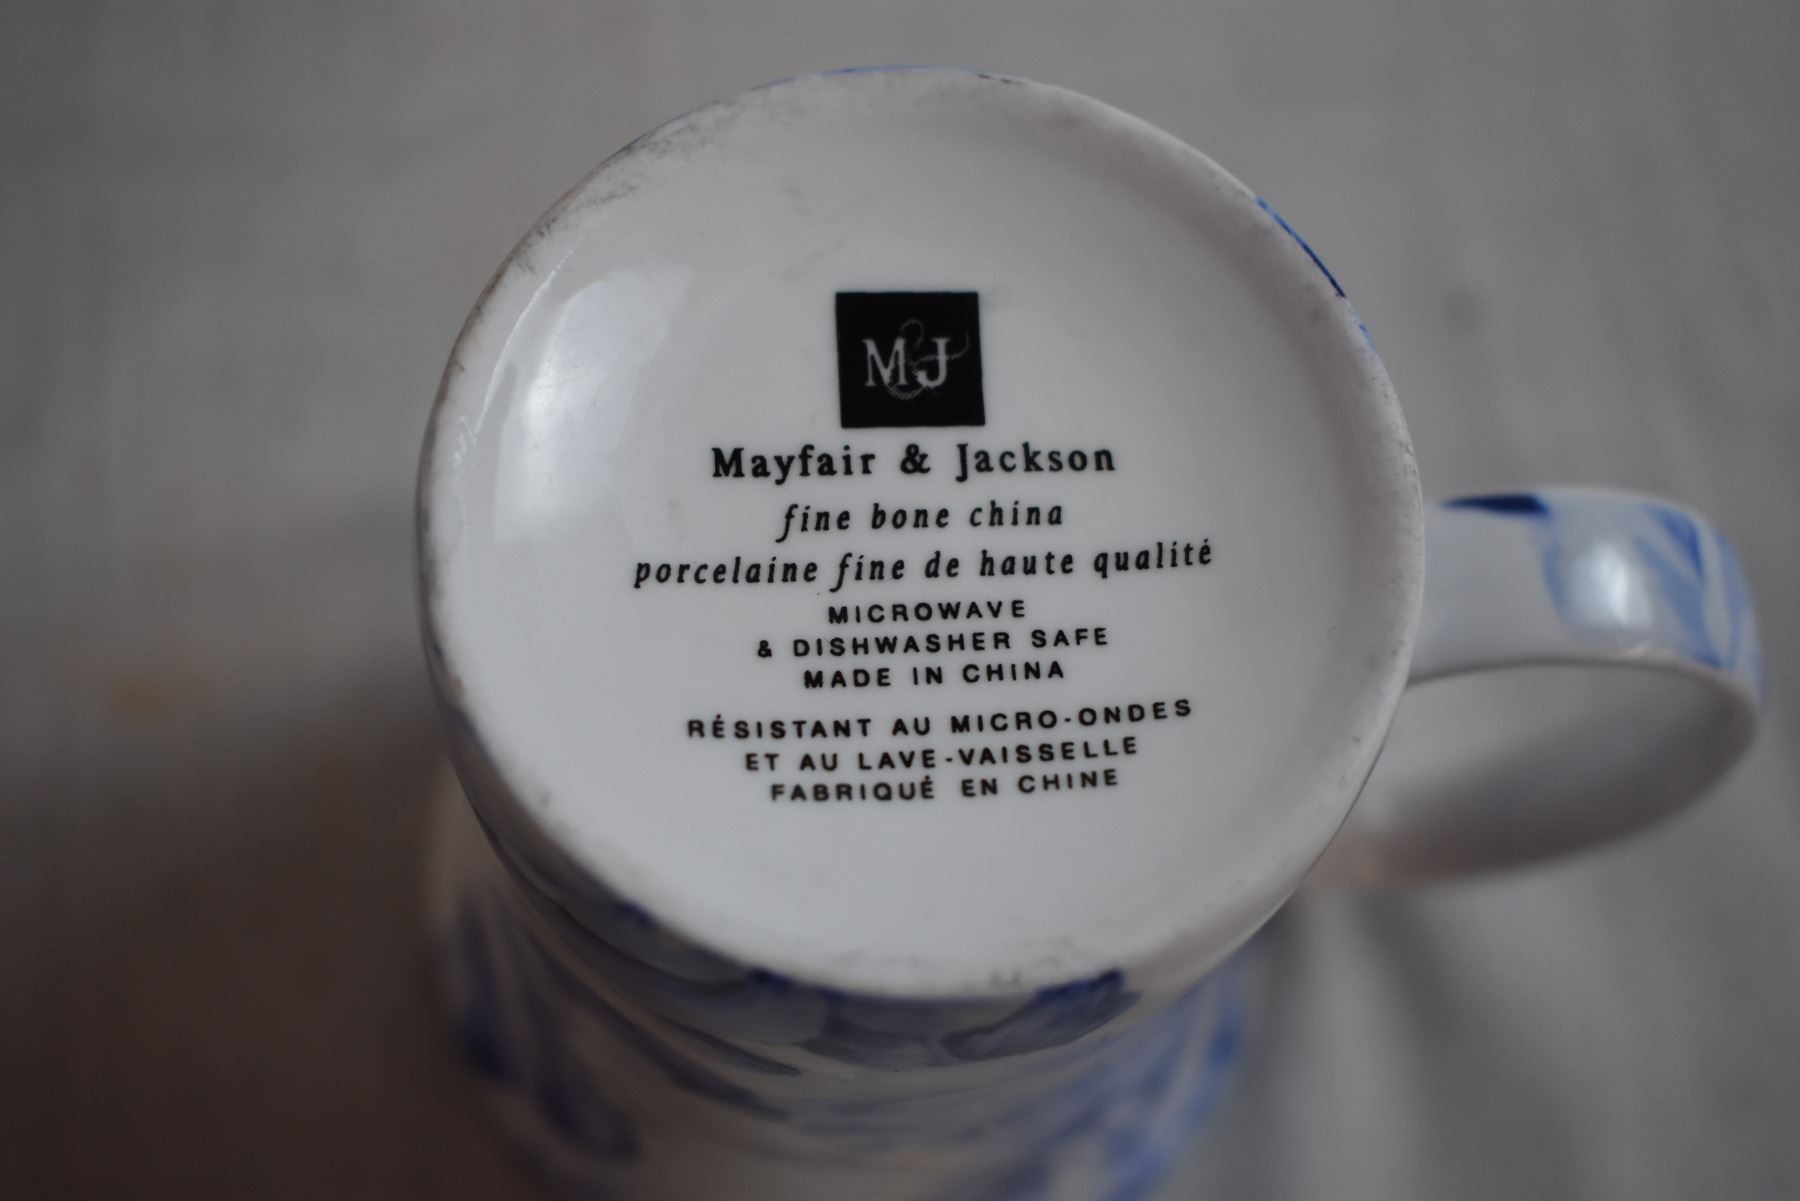 M&J
Mayfair & Jackson
fine bone china
porcelaine fine de haute qualité
MICROWAVE
& DISHWASHER SAFE
MADE IN CHINA
RÉSISTANT AU MICRO-ONDES
ET AU LAVE-VAISSELLE
FABRIQUÉ EN CHINE